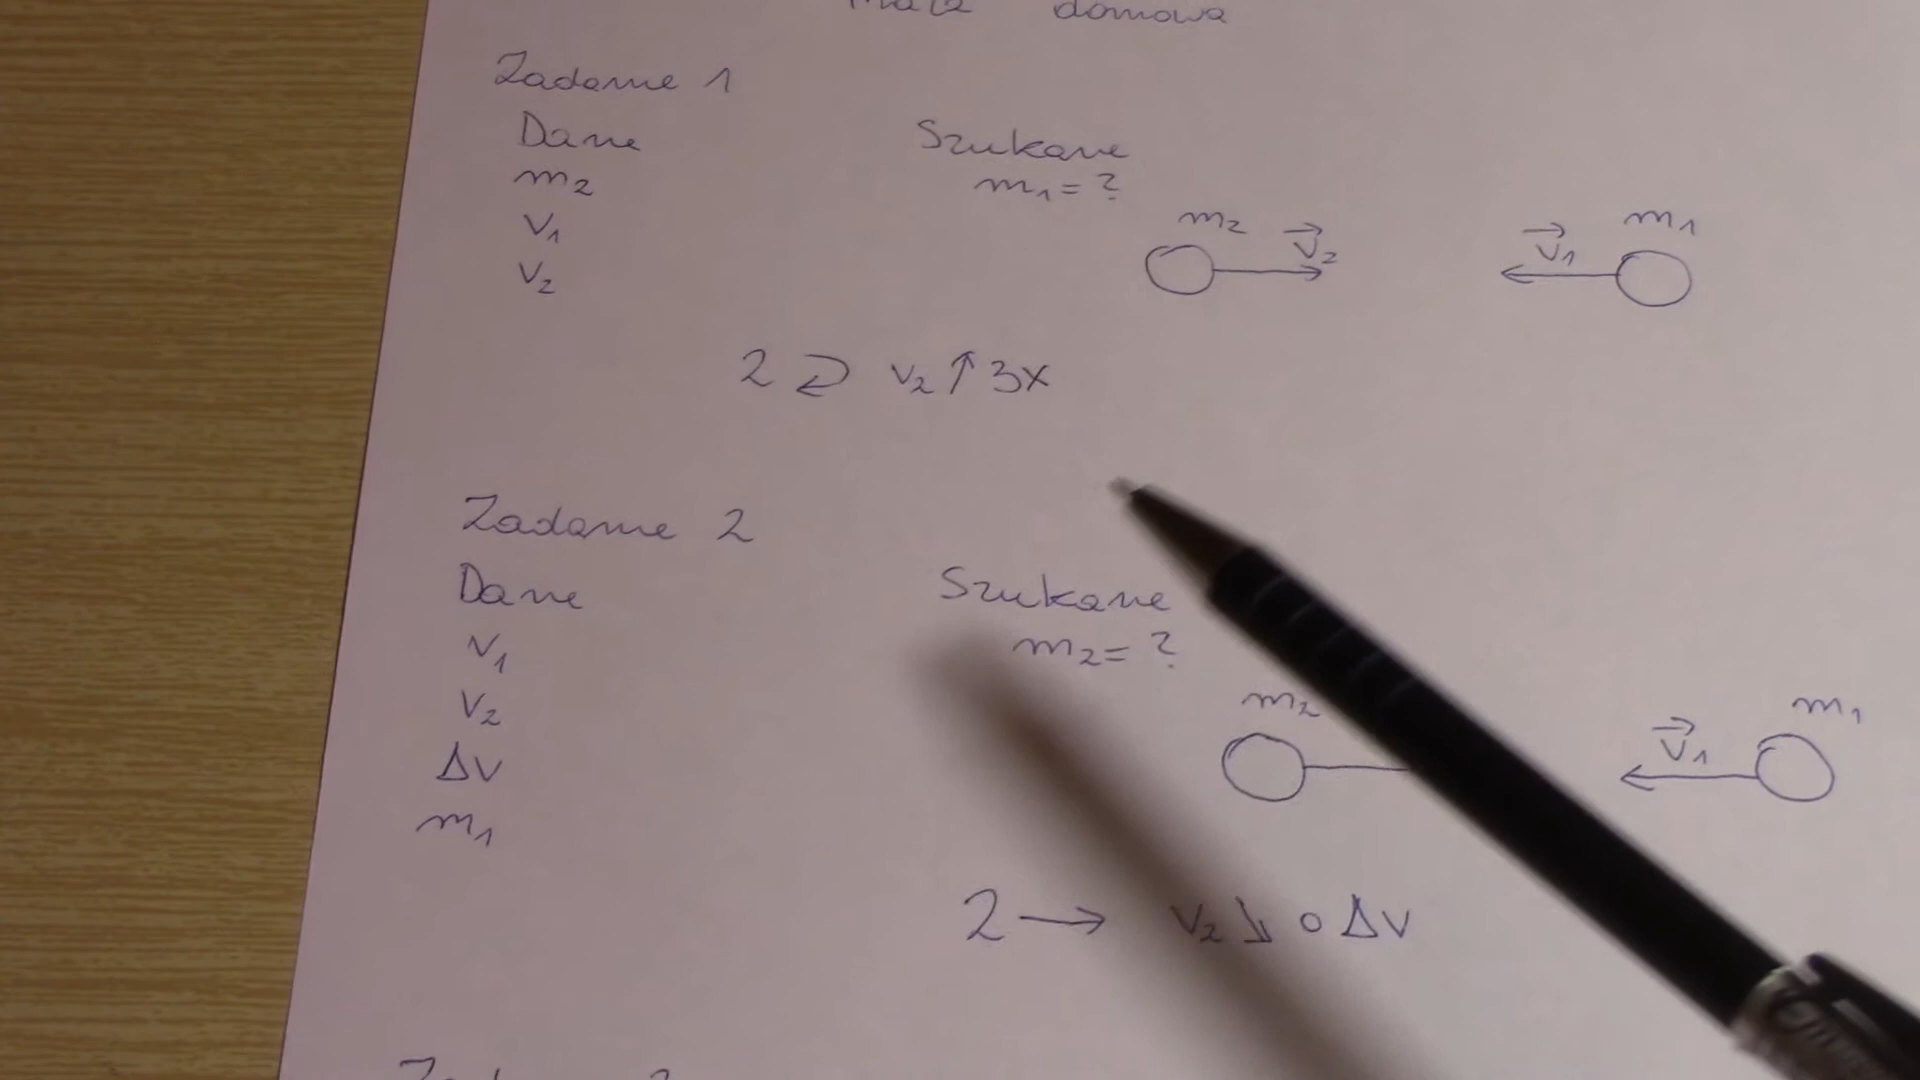 domowa
Zadanie 1
Dane Szukane
m₂ m₁ = ?
v₁ m₂ v₂ v₁ m₁
v₂
2 v₂ ↑ 3x
Zadanie 2
Dane Szukane
v₁ m₂ = ?
v₂ m₂ v₁ m₁
Δv
m₁
2 → v₂ ↓ o Δv